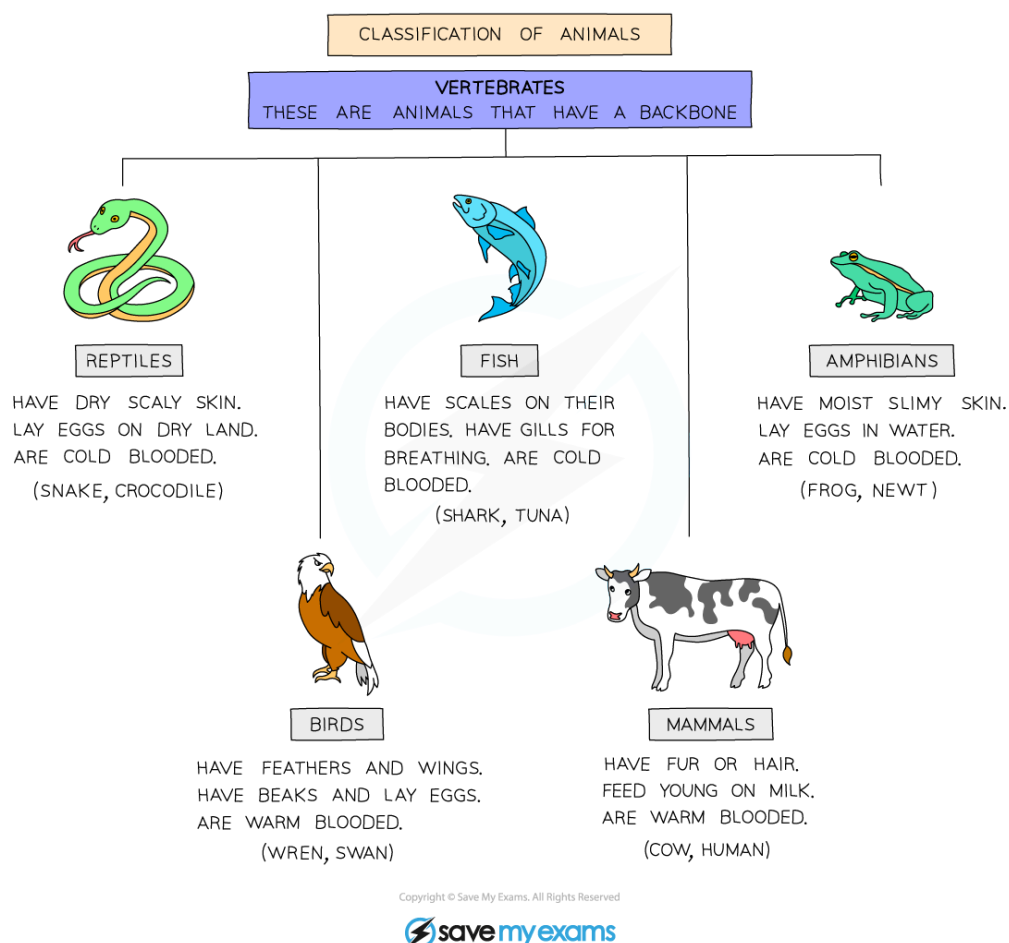 CLASSIFICATION OF ANIMALS
VERTEBRATES
THESE ARE ANIMALS THAT HAVE A BACKBONE
REPTILES
HAVE DRY SCALY SKIN.
LAY EGGS ON DRY LAND.
ARE COLD BLOODED.
(SNAKE, CROCODILE)
FISH
HAVE SCALES ON THEIR
BODIES. HAVE GILLS FOR
BREATHING. ARE COLD
BLOODED.
(SHARK, TUNA)
AMPHIBIANS
HAVE MOIST SLIMY SKIN.
LAY EGGS IN WATER.
ARE COLD BLOODED.
(FROG, NEWT)
BIRDS
HAVE FEATHERS AND WINGS.
HAVE BEAKS AND LAY EGGS.
ARE WARM BLOODED.
(WREN, SWAN)
MAMMALS
HAVE FUR OR HAIR.
FEED YOUNG ON MILK.
ARE WARM BLOODED.
(COW, HUMAN)
Copyright © Save My Exams. All Rights Reserved
save my exams